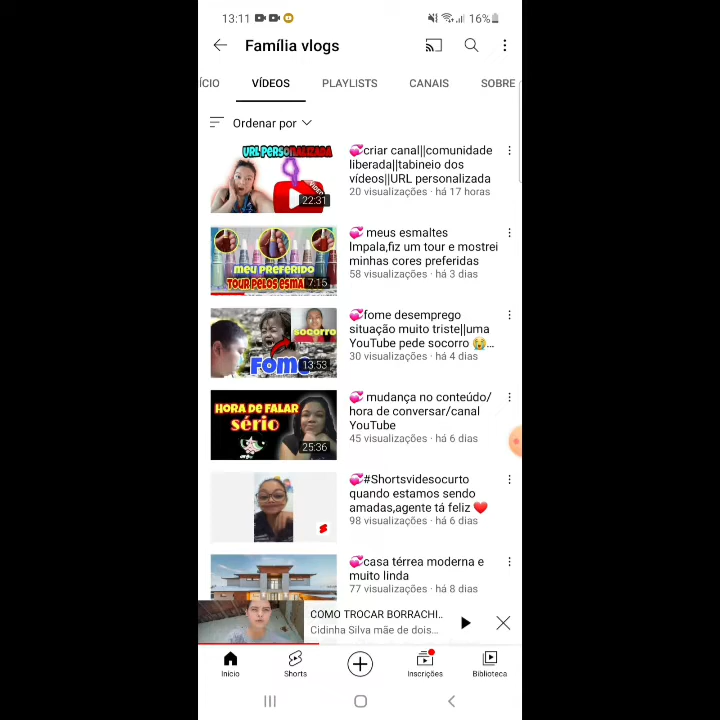 13:11
16%
Família vlogs
ÍCIO VÍDEOS PLAYLISTS CANAIS SOBRE
Ordenar por
URL PERSONALIZADA
22:31
💞criar canal||comunidade
liberada||tabineio dos
vídeos||URL personalizada
20 visualizações · há 17 horas
MEU PREFERIDO
TOUR PELOS ESMA
7:15
💞 meus esmaltes
Impala,fiz um tour e mostrei
minhas cores preferidas
58 visualizações · há 3 dias
SOCORRO
FOME
13:53
💞fome desemprego
situação muito triste||uma
YouTube pede socorro 😭...
30 visualizações · há 4 dias
HORA DE FALAR
sério
25:36
💞 mudança no conteúdo/
hora de conversar/canal
YouTube
45 visualizações · há 6 dias
💞#Shortsvidesocurto
quando estamos sendo
amadas,agente tá feliz ❤️
98 visualizações · há 6 dias
💞casa térrea moderna e
muito linda
77 visualizações · há 8 dias
COMO TROCAR BORRACHI..
Cidinha Silva mãe de dois...
Início Shorts Inscrições Biblioteca